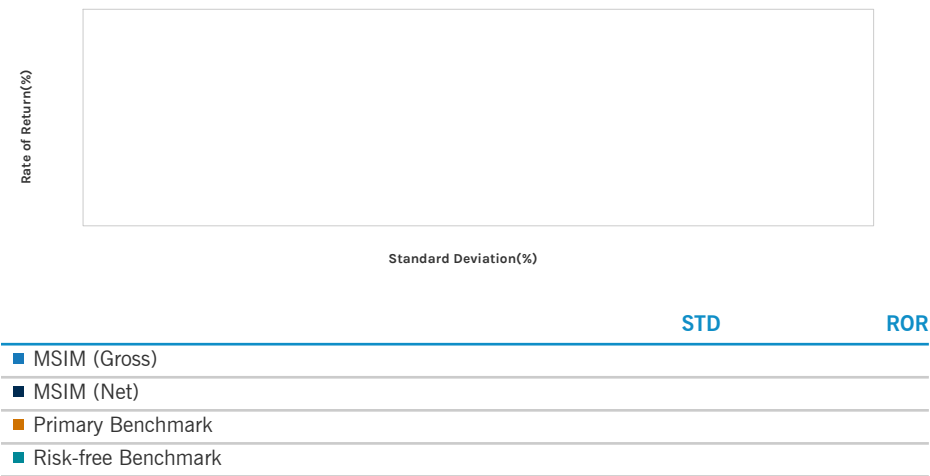 Rate of Return(%)
Standard Deviation(%)
STD ROR
MSIM (Gross)
MSIM (Net)
Primary Benchmark
Risk-free Benchmark